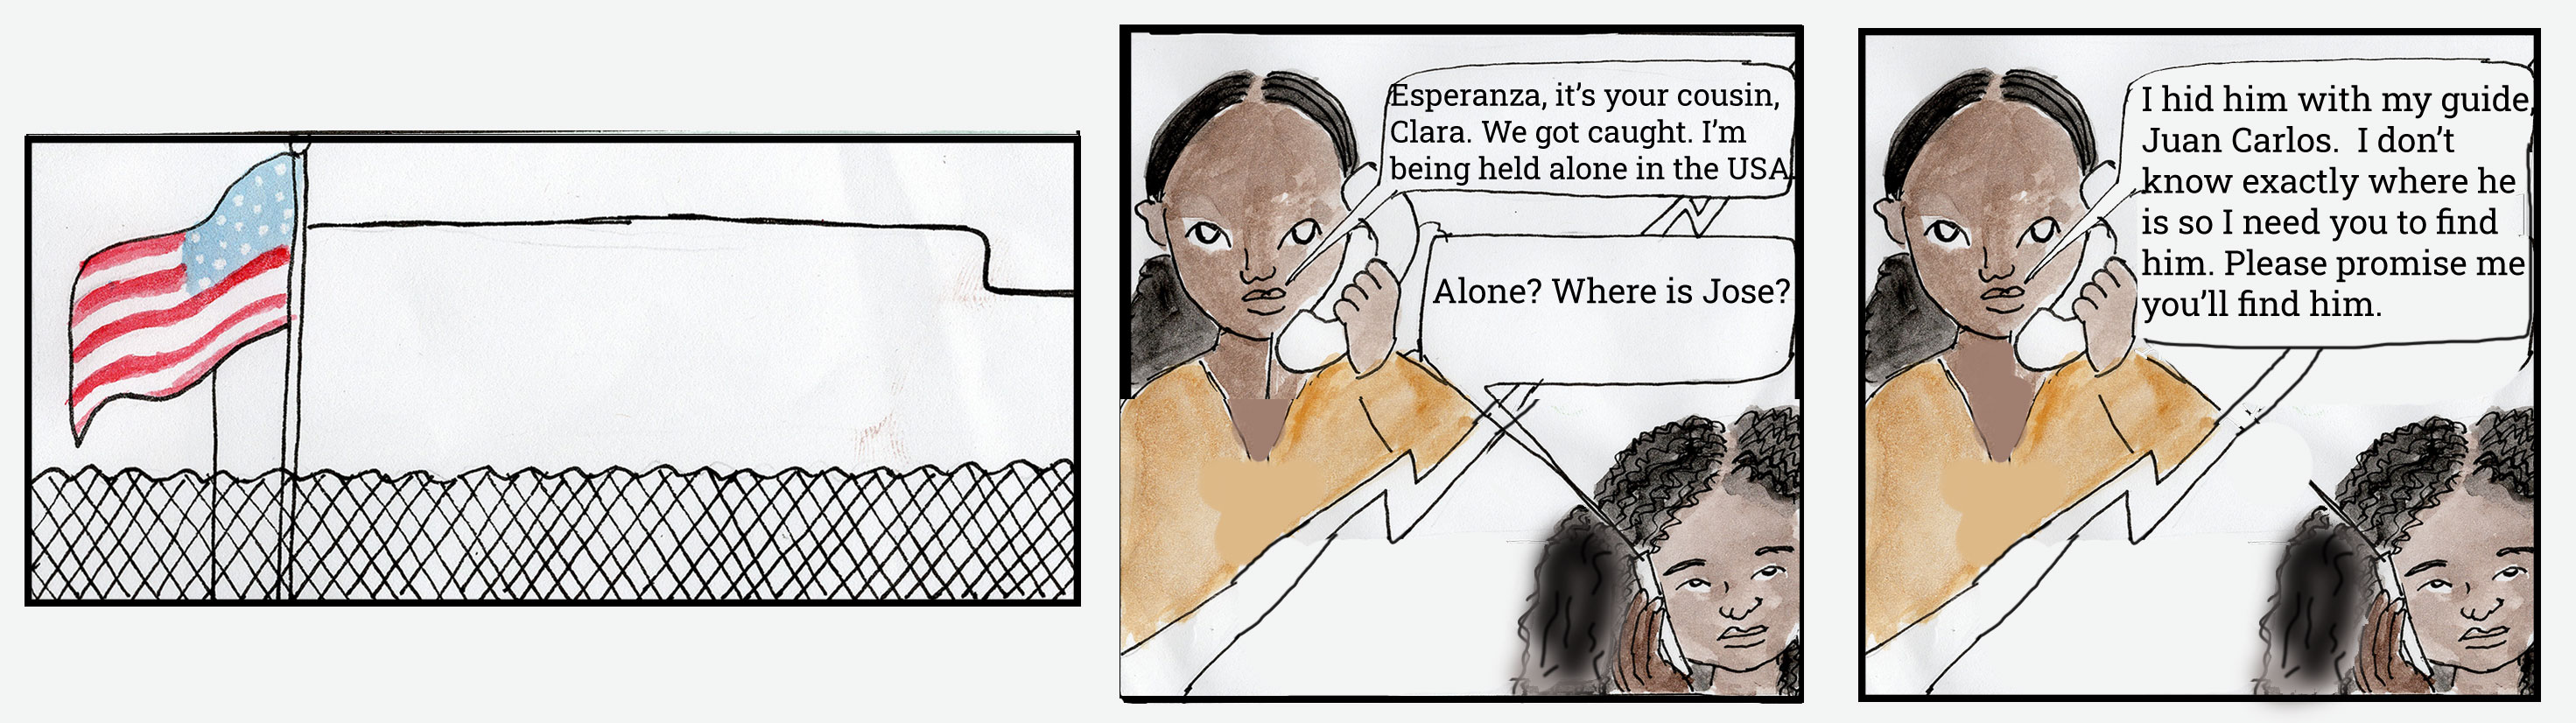 Esperanza, it’s your cousin,
Clara. We got caught. I’m
being held alone in the USA.
Alone? Where is Jose?
I hid him with my guide,
Juan Carlos.  I don’t
know exactly where he
is so I need you to find
him. Please promise me
you’ll find him.